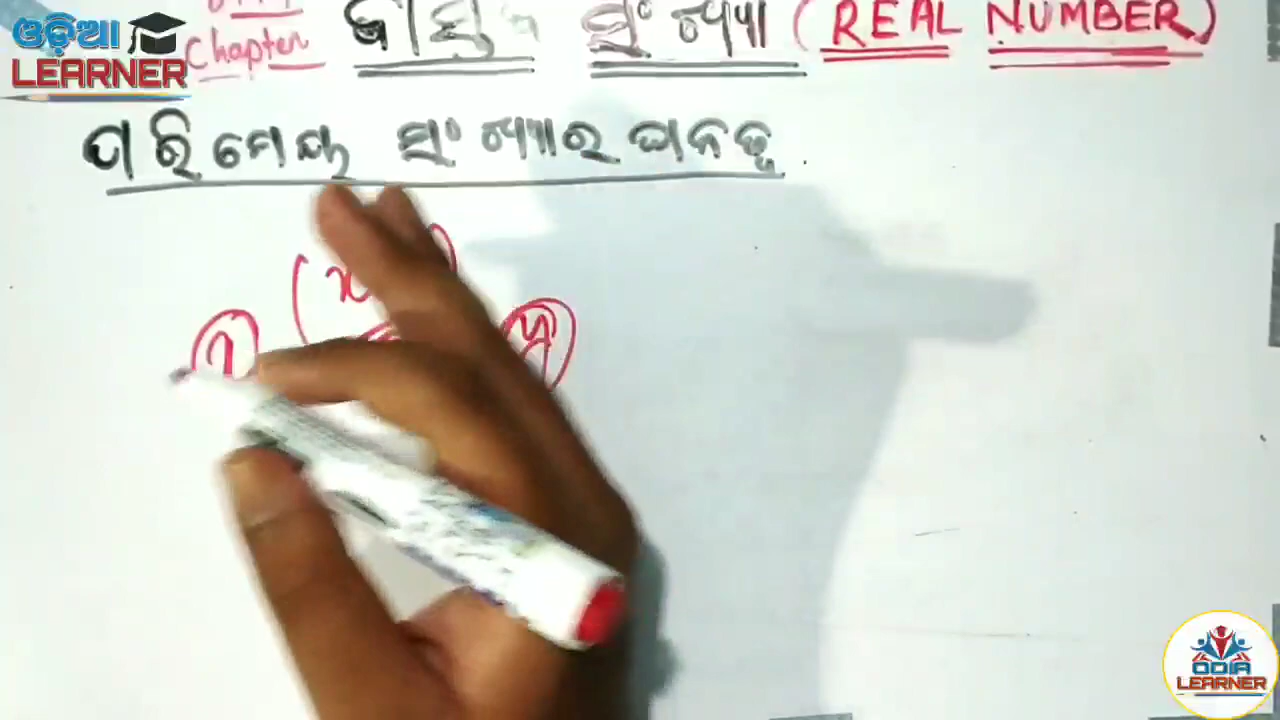 ଓଡ଼ିଆ
LEARNER
Chapter
ବାସ୍ତବ ସଂଖ୍ୟା (REAL NUMBER)
ପରିମେୟ ସଂଖ୍ୟାର ଘନତ୍ୱ
ODIA
LEARNER